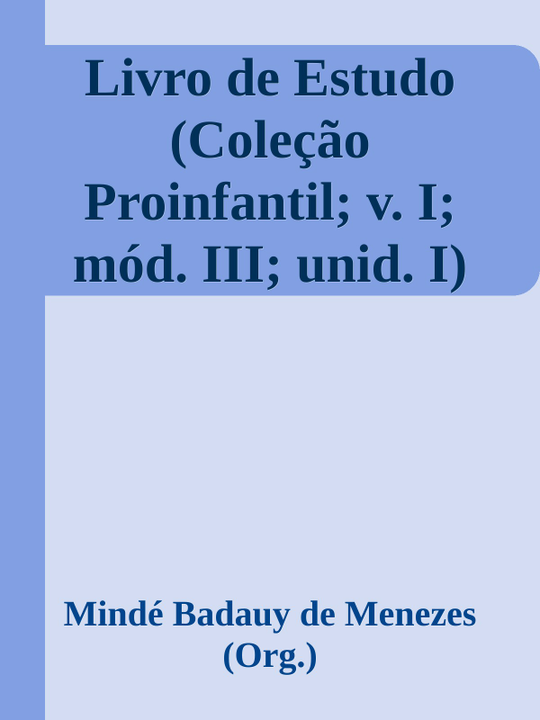 Livro de Estudo
(Coleção
Proinfantil; v. I;
mód. III; unid. I)
Mindé Badauy de Menezes
(Org.)